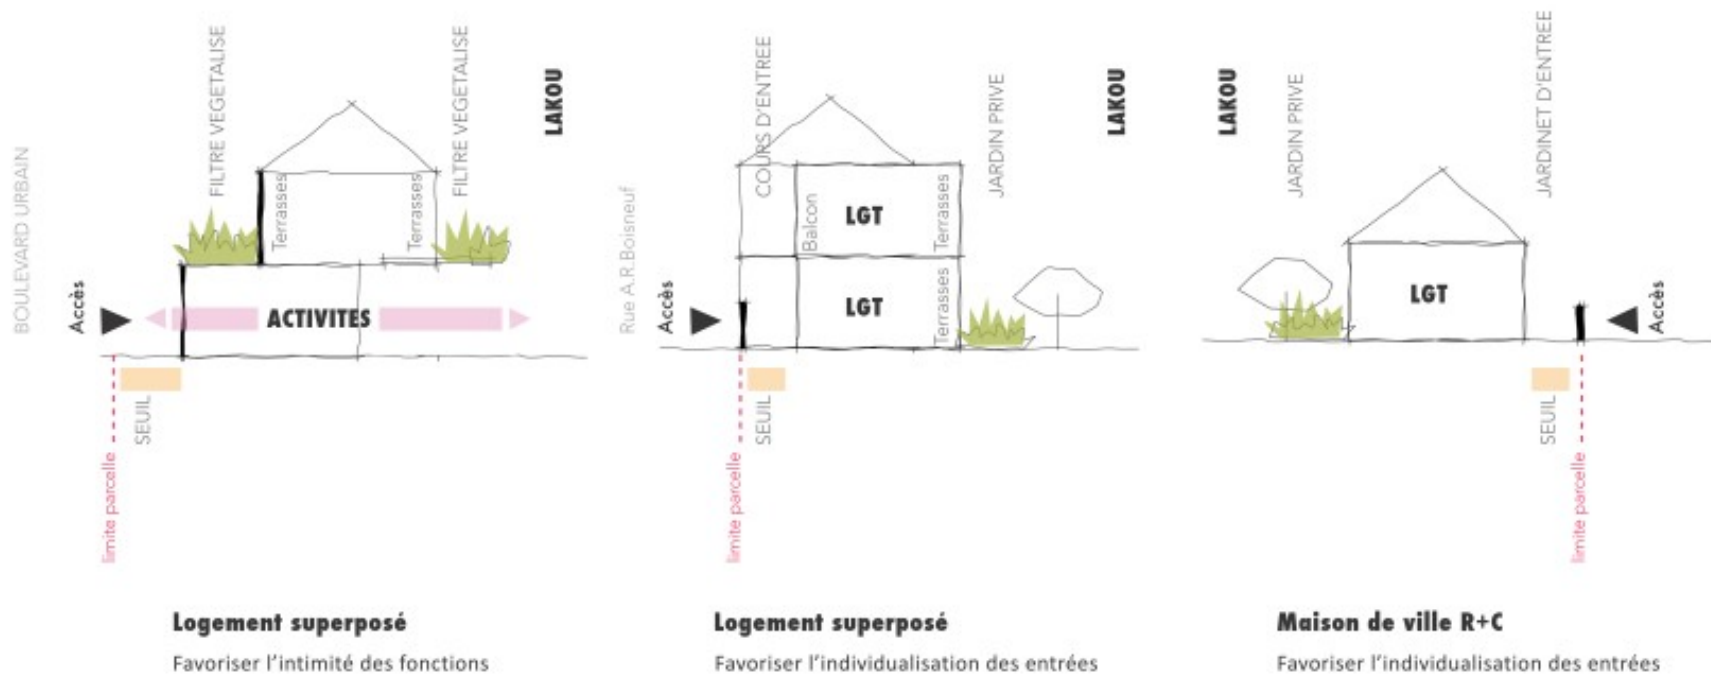 BOULEVARD URBAIN
FILTRE VEGETALISE
FILTRE VEGETALISE
LAKOU
Terrasses
Terrasses
Accès
ACTIVITES
SEUIL
limite parcelle
Logement superposé
Favoriser l'intimité des fonctions
Rue A.R.Boisneuf
COURS D'ENTREE
JARDIN PRIVE
LAKOU
Balcon
LGT
Terrasses
Accès
LGT
Terrasses
SEUIL
limite parcelle
Logement superposé
Favoriser l'individualisation des entrées
LAKOU
JARDIN PRIVE
JARDINET D'ENTREE
LGT
Accès
SEUIL
limite parcelle
Maison de ville R+C
Favoriser l'individualisation des entrées